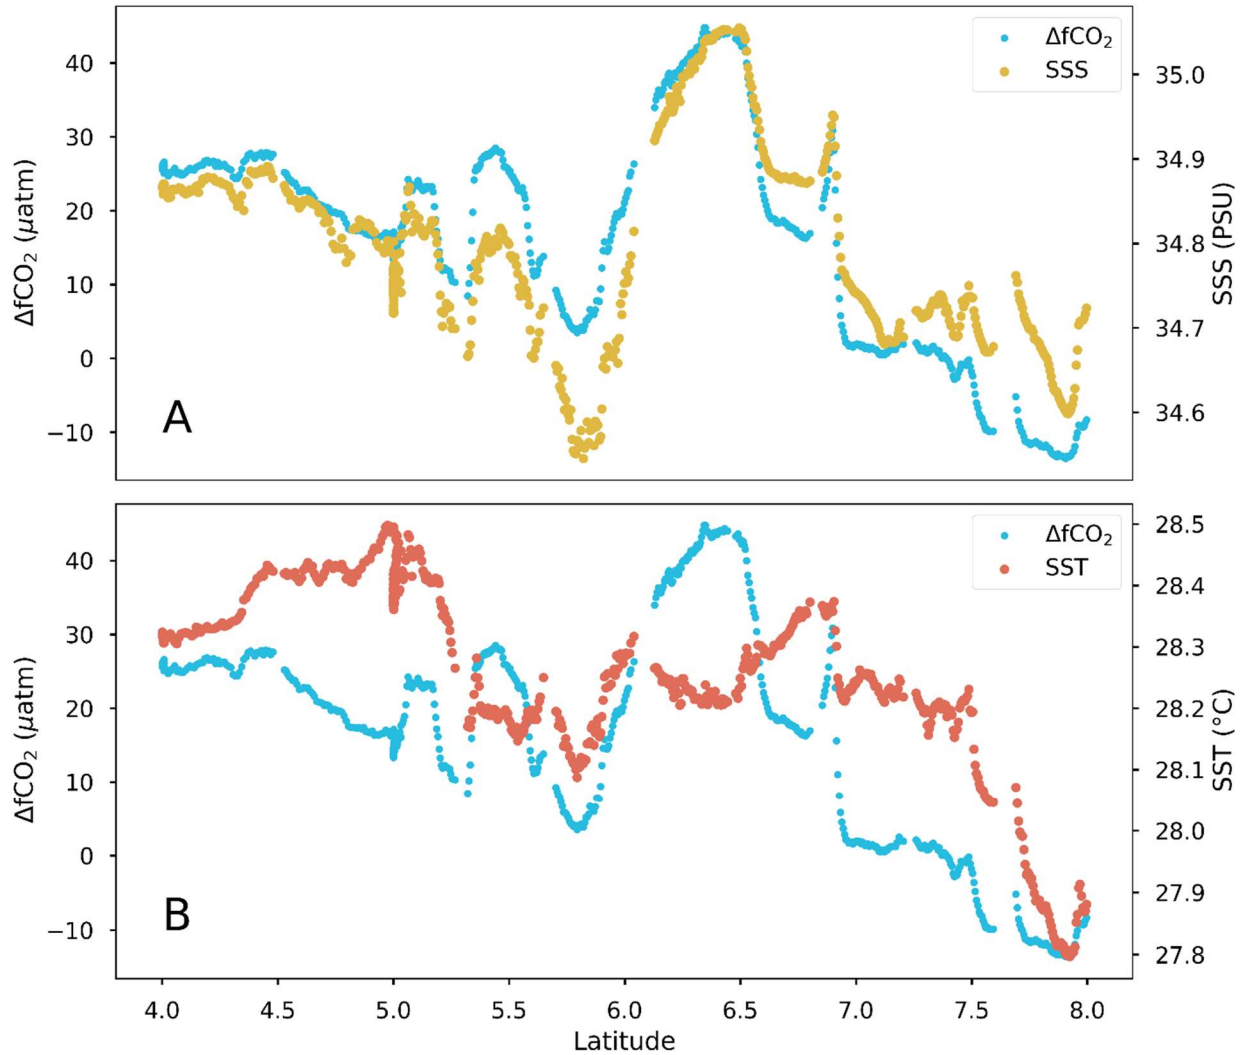 ΔfCO₂
SSS
40
30
20
10
0
−10
ΔfCO₂ (μatm)
35.0
34.9
34.8
34.7
34.6
SSS (PSU)
A
ΔfCO₂
SST
40
30
20
10
0
−10
ΔfCO₂ (μatm)
28.5
28.4
28.3
28.2
28.1
28.0
27.9
27.8
SST (°C)
B
4.0 4.5 5.0 5.5 6.0 6.5 7.0 7.5 8.0
Latitude